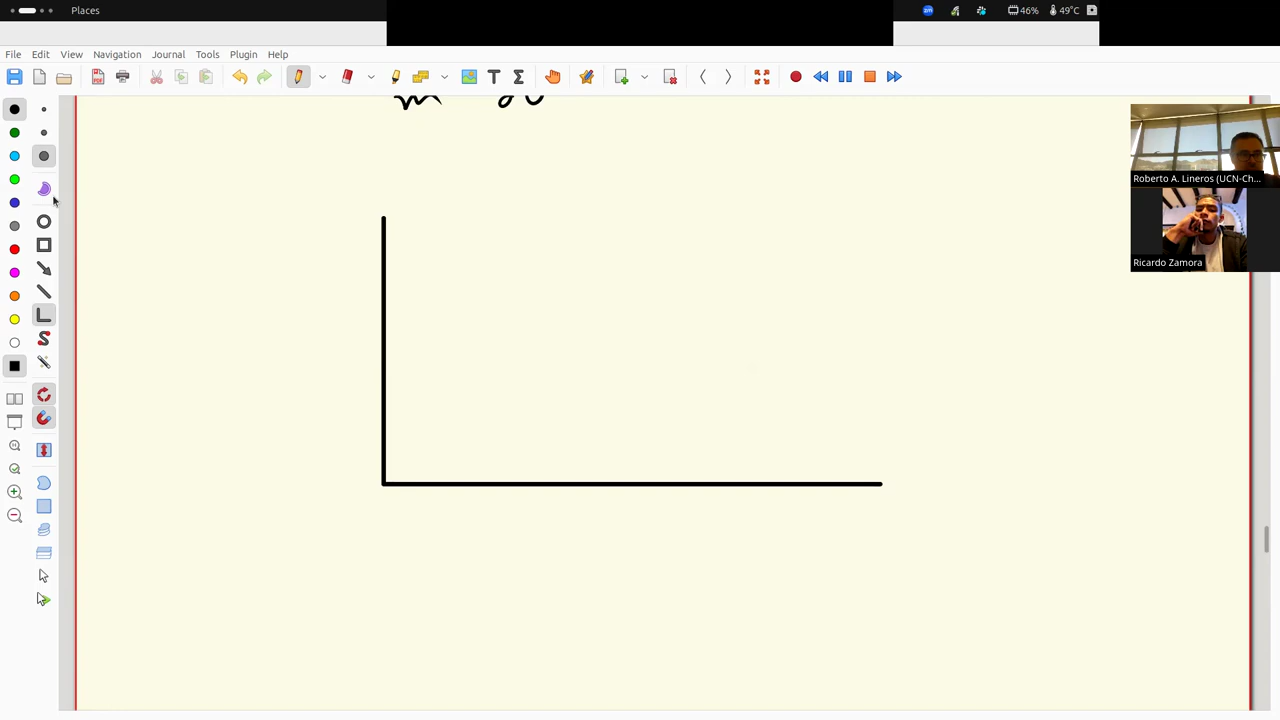 Places
46%
49°C
File Edit View Navigation Journal Tools Plugin Help
Roberto A. Lineros (UCN-Ch...
Ricardo Zamora